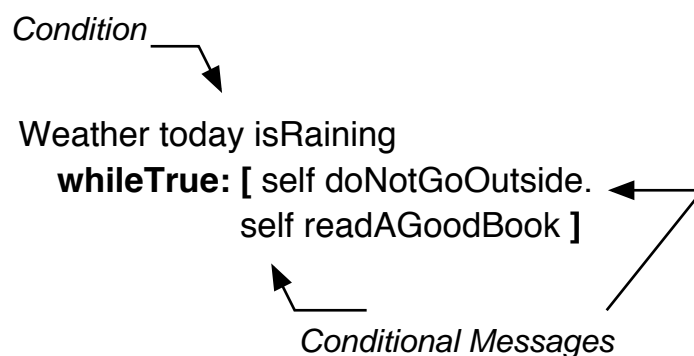 Condition
Weather today isRaining
whileTrue: [ self doNotGoOutside.
self readAGoodBook ]
Conditional Messages